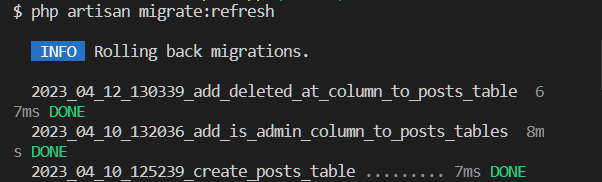 $ php artisan migrate:refresh
INFO Rolling back migrations.
2023_04_12_130339_add_deleted_at_column_to_posts_table 6
7ms DONE
2023_04_10_132036_add_is_admin_column_to_posts_tables 8m
s DONE
2023_04_10_125239_create_posts_table ......... 7ms DONE